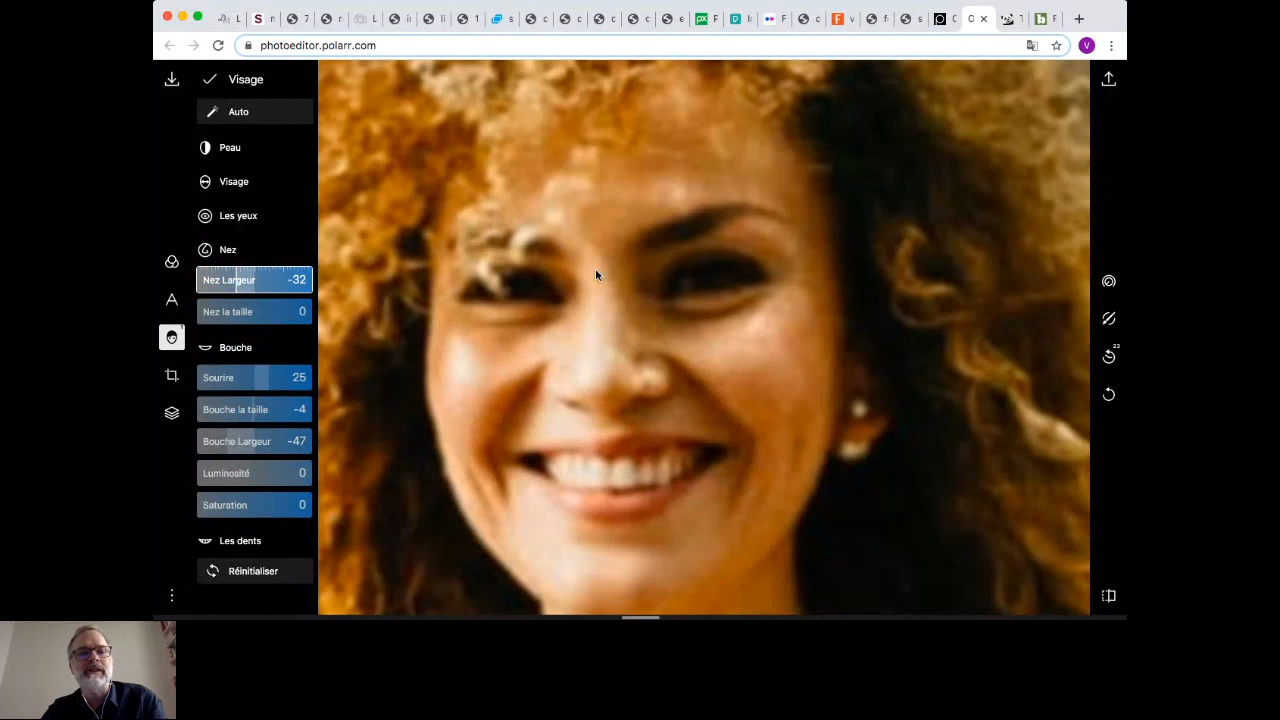 photoeditor.polarr.com
V
Visage
Auto
Peau
Visage
Les yeux
Nez
Nez Largeur -32
Nez la taille 0
Bouche
Sourire 25
Bouche la taille -4
Bouche Largeur -47
Luminosité 0
Saturation 0
Les dents
Réinitialiser
23